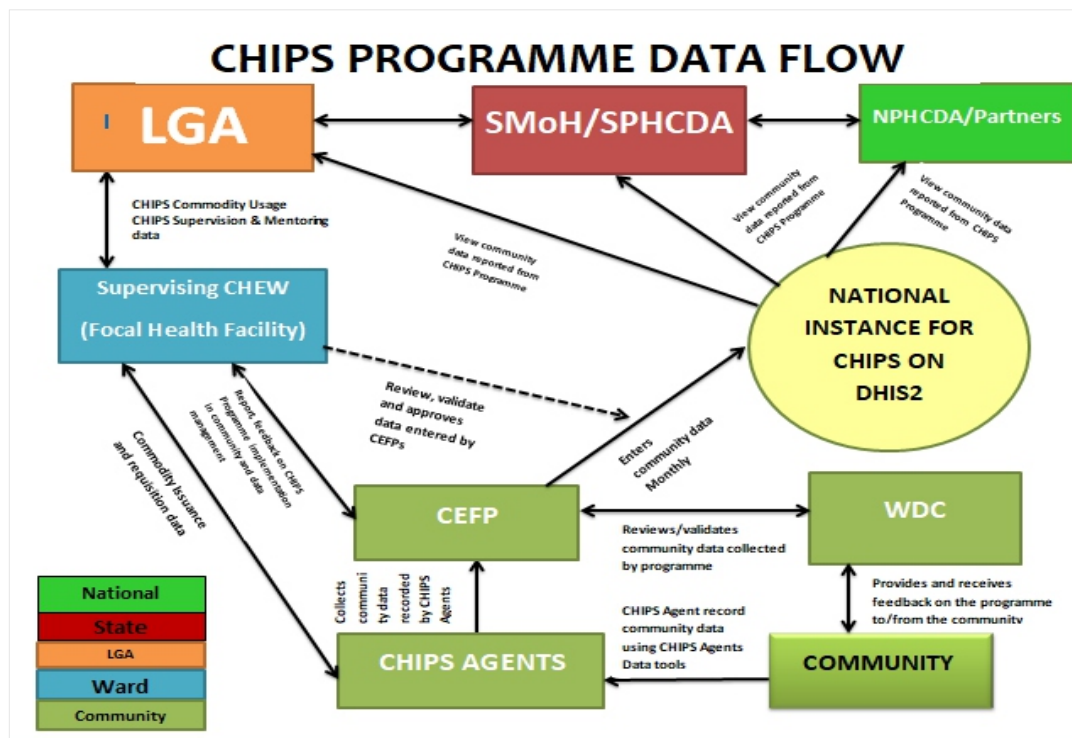 CHIPS PROGRAMME DATA FLOW
I
LGA
SMoH/SPHCDA
NPHCDA/Partners
CHIPS Commodity Usage
CHIPS Supervision & Mentoring
data
View community
data reported from
CHIPS Programme
View community
data reported from
CHIPS Programme
View community data
reported from CHIPS
Programme
Supervising CHEW
(Focal Health Facility)
NATIONAL
INSTANCE FOR
CHIPS ON
DHIS2
Review, validate
and approves
data entered by
CEFPs
Report, feedback on CHIPS
Programme implementation
in community and data
management
Commodity Issuance
and requisition data
Enters
community data
Monthly
CEFP
WDC
Reviews/validates
community data collected
by programme
Collects
communi
ty data
recorded
by CHIPS
Agents
Provides and receives
feedback on the programme
to/from the community
CHIPS Agent record
community data
using CHIPS Agents
Data tools
CHIPS AGENTS
COMMUNITY
National
State
LGA
Ward
Community